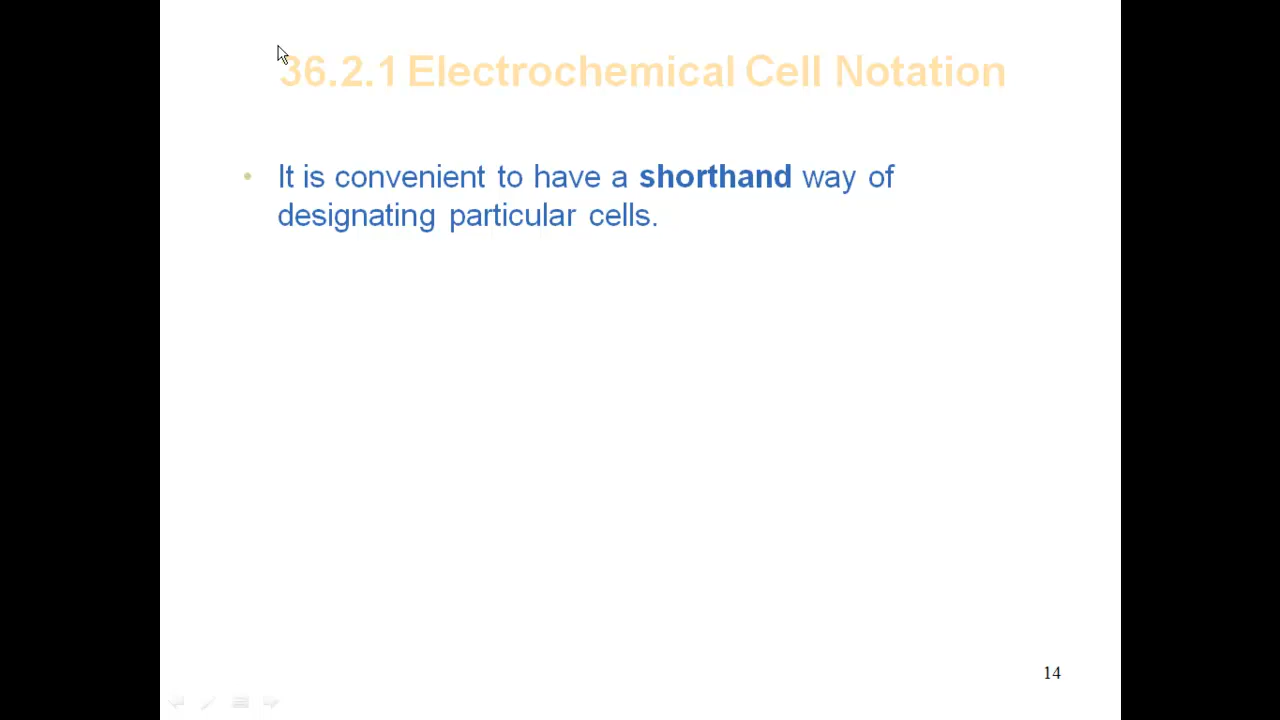 36.2.1 Electrochemical Cell Notation
• It is convenient to have a shorthand way of
designating particular cells.
14